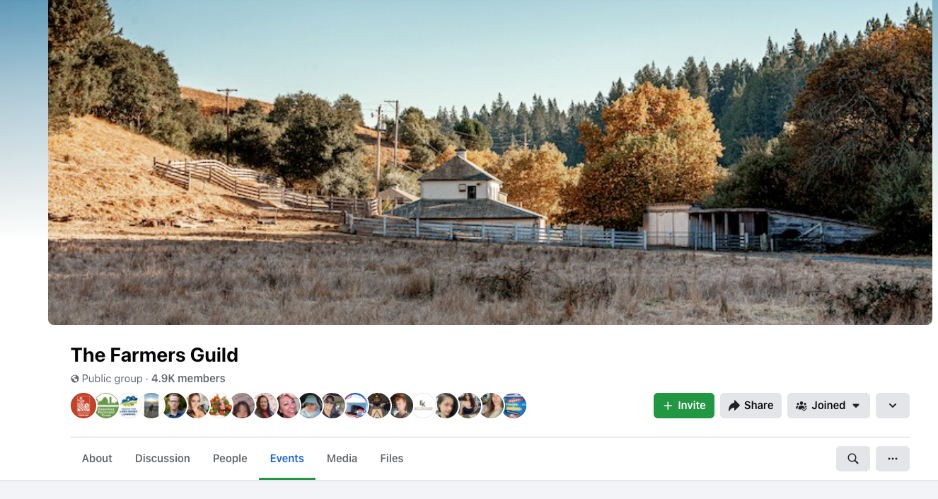 The Farmers Guild
Public group · 4.9K members
+ Invite
Share
Joined
About
Discussion
People
Events
Media
Files